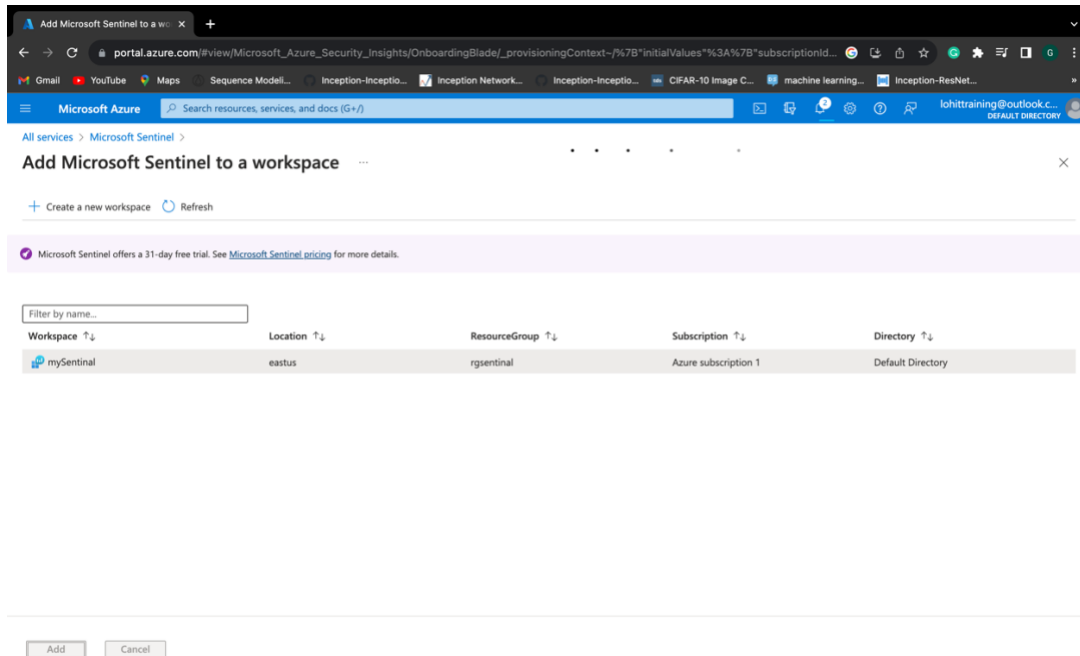 Add Microsoft Sentinel to a wo
portal.azure.com/#view/Microsoft_Azure_Security_Insights/OnboardingBlade/_provisioningContext~/%7B"initialValues"%3A%7B"subscriptionId...
G
Gmail YouTube Maps Sequence Modeli... Inception-Inceptio... Inception Network... Inception-Inceptio... CIFAR-10 Image C... machine learning... Inception-ResNet... »
Microsoft Azure Search resources, services, and docs (G+/) 2 lohittraining@outlook.c...
DEFAULT DIRECTORY
All services > Microsoft Sentinel >
Add Microsoft Sentinel to a workspace ...
Create a new workspace Refresh
Microsoft Sentinel offers a 31-day free trial. See Microsoft Sentinel pricing for more details.
Filter by name...
Workspace ↑↓ Location ↑↓ ResourceGroup ↑↓ Subscription ↑↓ Directory ↑↓
mySentinal eastus rgsentinal Azure subscription 1 Default Directory
Add Cancel